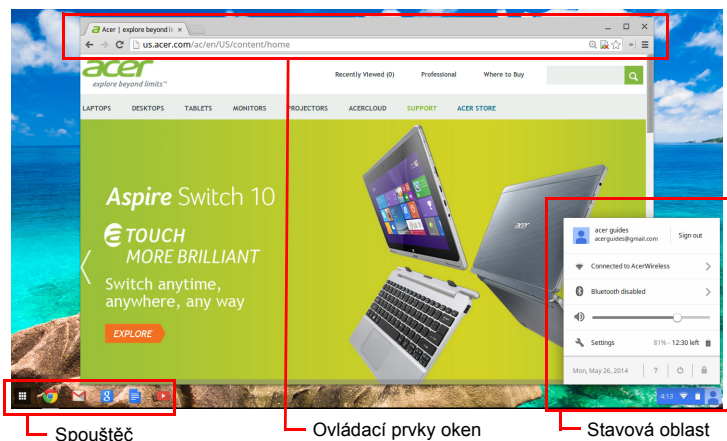 Acer | explore beyond li
us.acer.com/ac/en/US/content/home
acer
explore beyond limits™
Recently Viewed (0) Professional Where to Buy
LAPTOPS DESKTOPS TABLETS MONITORS PROJECTORS ACERCLOUD SUPPORT ACER STORE
Aspire Switch 10
TOUCH
MORE BRILLIANT
Switch anytime,
anywhere, any way
EXPLORE
acer
acer guides
acerguides@gmail.com
Sign out
Connected to AcerWireless
Bluetooth disabled
Settings 81% - 12:30 left
Mon, May 26, 2014 ?
8
4:13
Spouštěč
Ovládací prvky oken
Stavová oblast